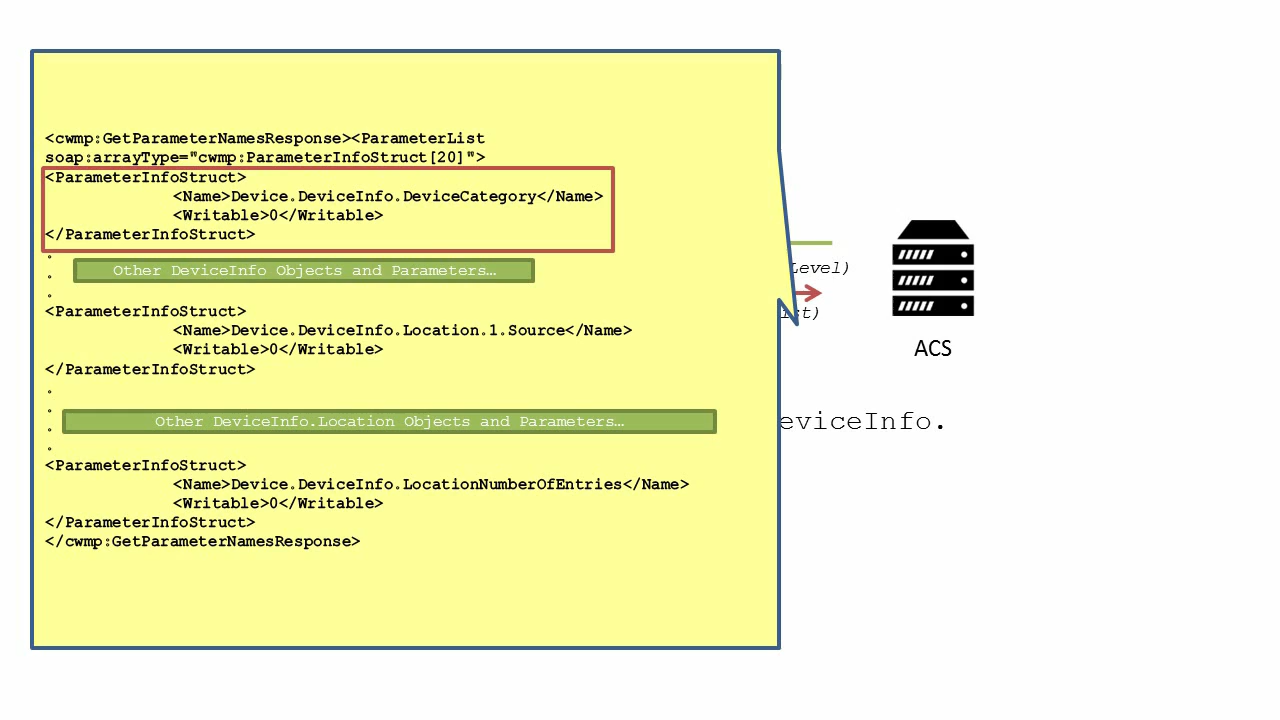 <cwmp:GetParameterNamesResponse><ParameterList
soap:arrayType="cwmp:ParameterInfoStruct[20]">
<ParameterInfoStruct>
<Name>Device.DeviceInfo.DeviceCategory</Name>
<Writable>0</Writable>
</ParameterInfoStruct>
.
.
Other DeviceInfo Objects and Parameters…
.
<ParameterInfoStruct>
<Name>Device.DeviceInfo.Location.1.Source</Name>
<Writable>0</Writable>
</ParameterInfoStruct>
.
.
Other DeviceInfo.Location Objects and Parameters…
.
.
<ParameterInfoStruct>
<Name>Device.DeviceInfo.LocationNumberOfEntries</Name>
<Writable>0</Writable>
</ParameterInfoStruct>
</cwmp:GetParameterNamesResponse>
Level)
ist)
ACS
eviceInfo.